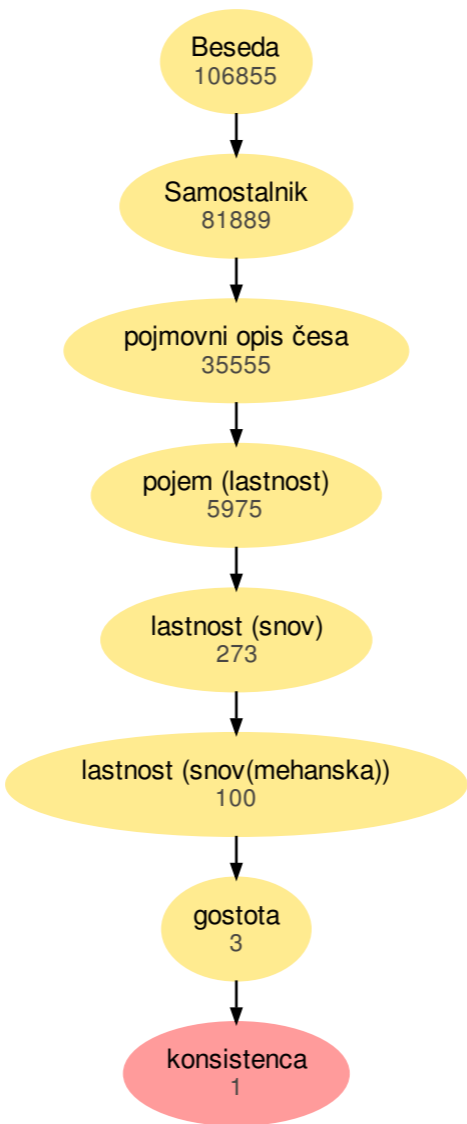 Beseda
106855
Samostalnik
81889
pojmovni opis česa
35555
pojem (lastnost)
5975
lastnost (snov)
273
lastnost (snov(mehanska))
100
gostota
3
konsistenca
1